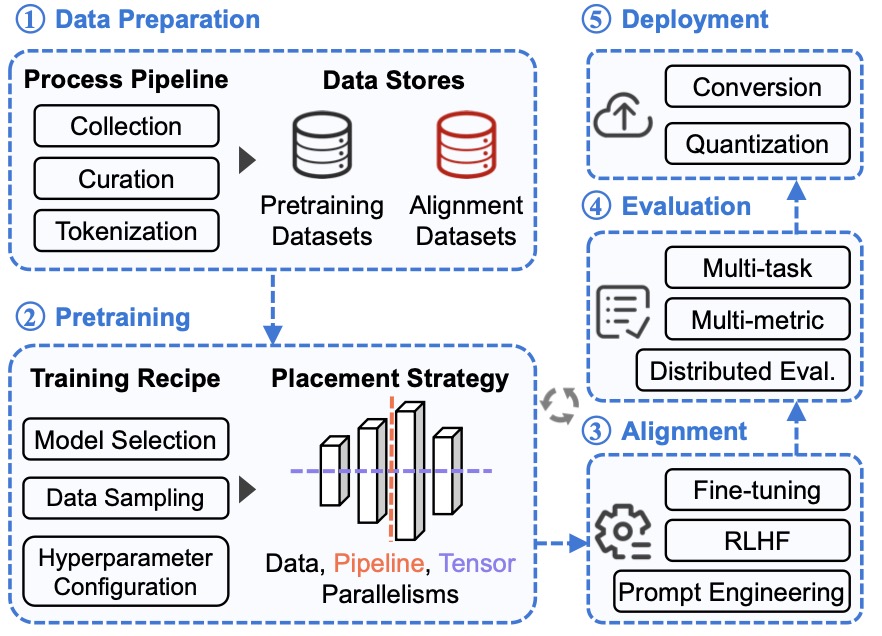 ① Data Preparation
Process Pipeline
Collection
Curation
Tokenization
Data Stores
Pretraining
Datasets
Alignment
Datasets
② Pretraining
Training Recipe
Model Selection
Data Sampling
Hyperparameter
Configuration
Placement Strategy
Data, Pipeline, Tensor
Parallelisms
③ Alignment
Fine-tuning
RLHF
Prompt Engineering
④ Evaluation
Multi-task
Multi-metric
Distributed Eval.
⑤ Deployment
Conversion
Quantization